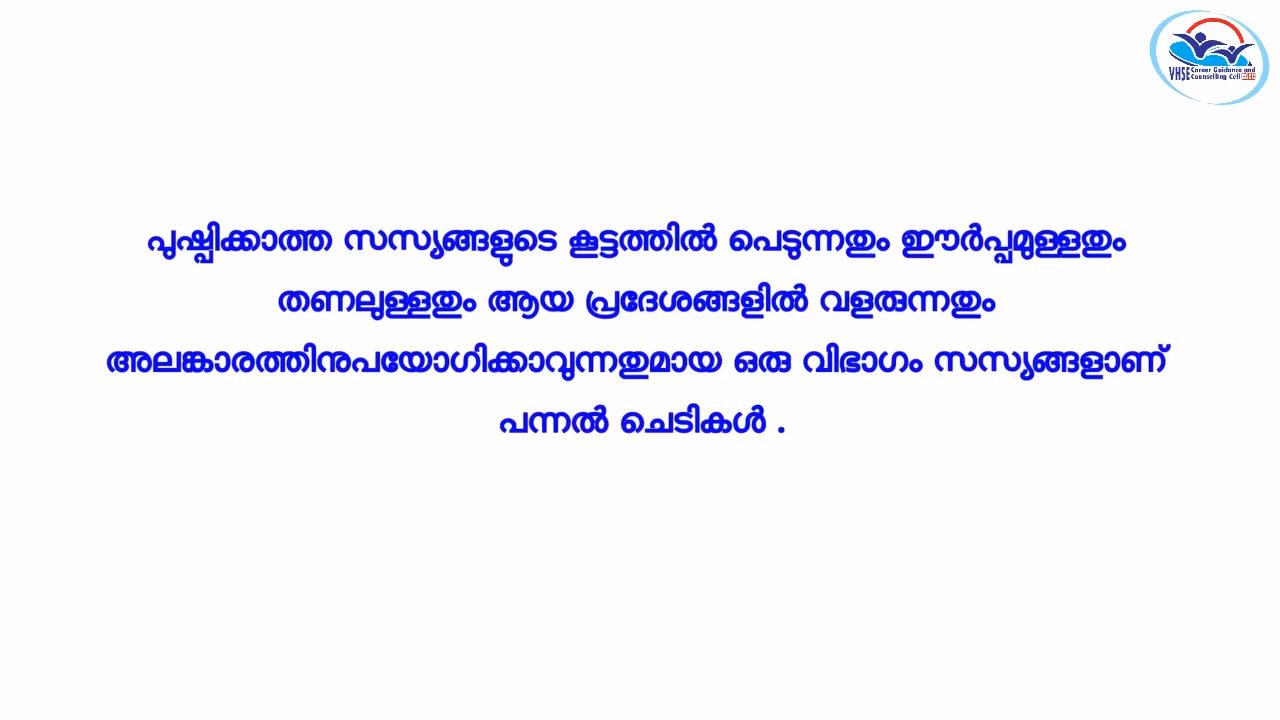 VHSE Career Guidance and
Counselling Cell CGCC
പുഷ്പിക്കാത്ത സസ്യങ്ങളുടെ കൂട്ടത്തിൽ പെടുന്നതും ഈർപ്പമുള്ളതും
തണലുള്ളതും ആയ പ്രദേശങ്ങളിൽ വളരുന്നതും
അലങ്കാരത്തിനുപയോഗിക്കാവുന്നതുമായ ഒരു വിഭാഗം സസ്യങ്ങളാണ്
പന്നൽ ചെടികൾ .